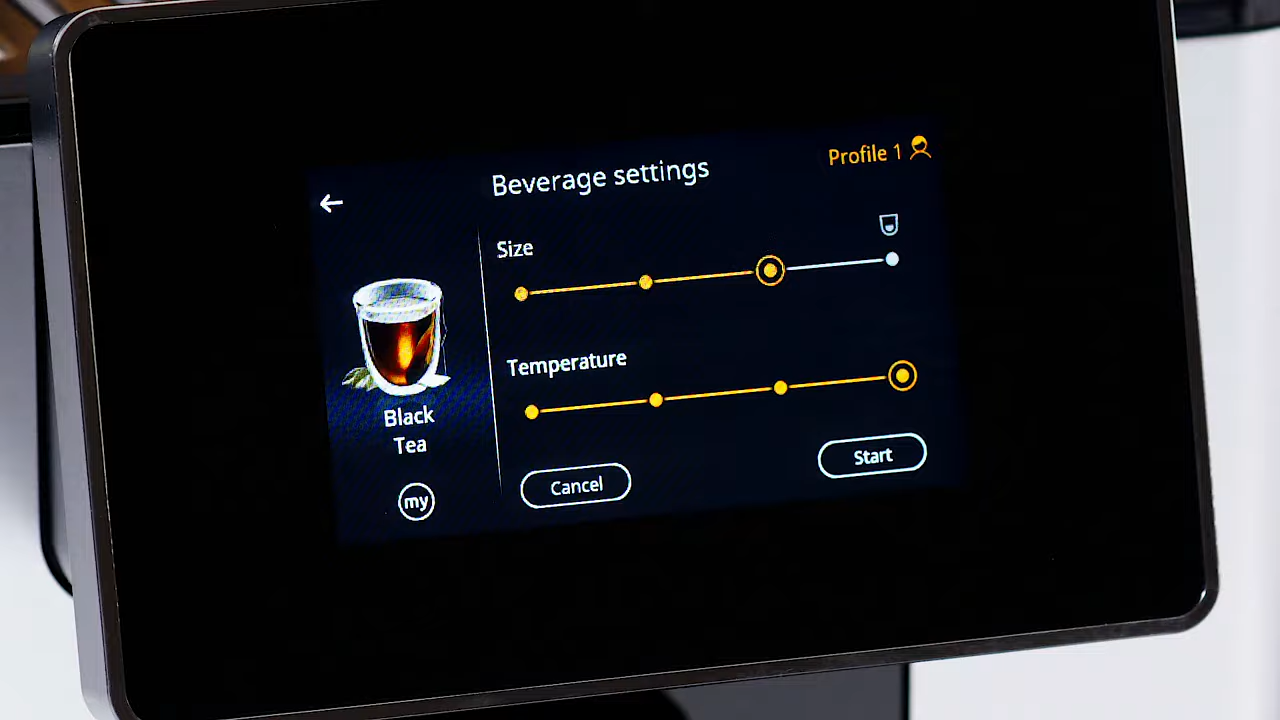 Beverage settings
Profile 1
Size
Temperature
Black
Tea
my
Cancel
Start